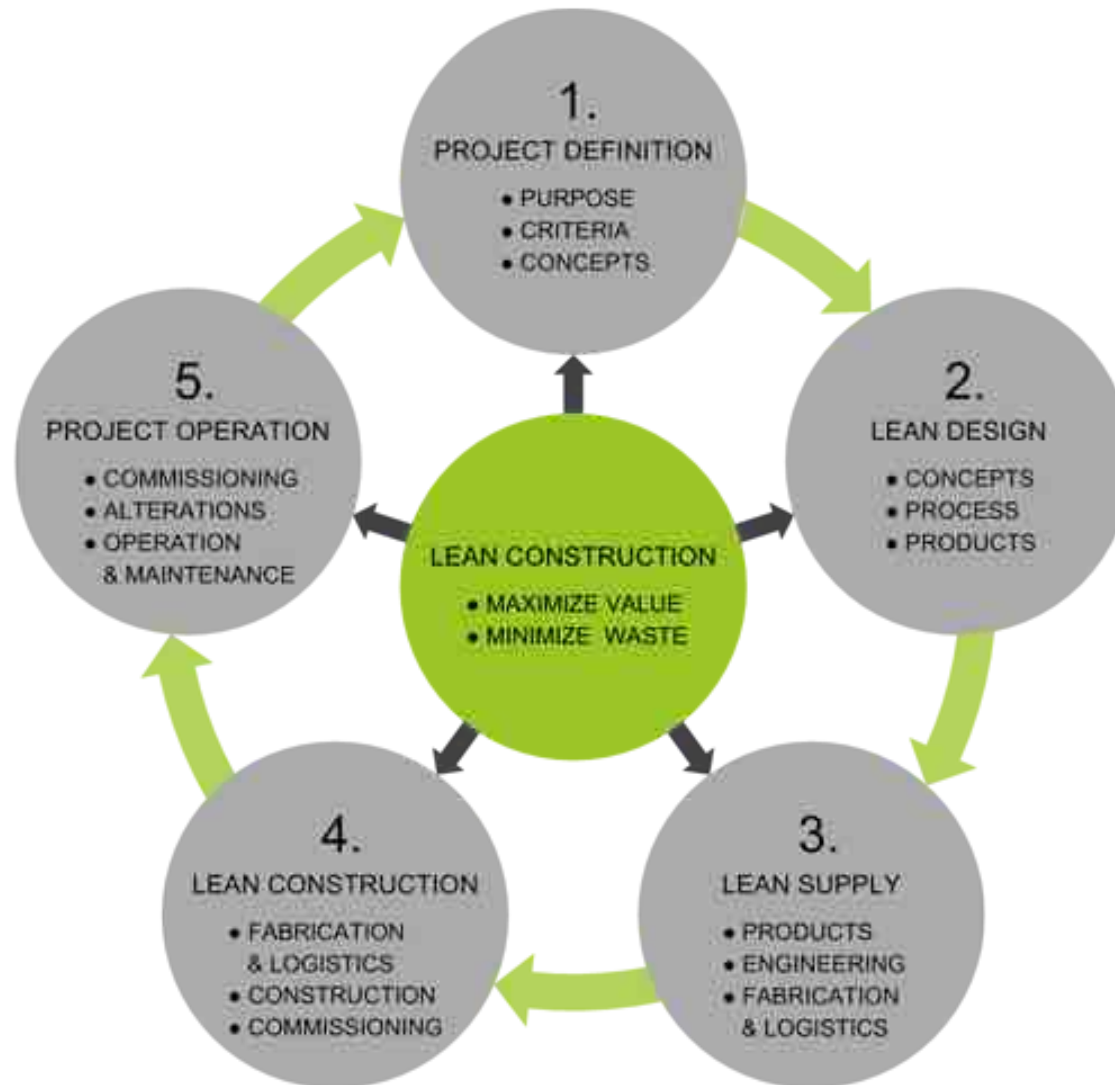 1.
PROJECT DEFINITION
• PURPOSE
• CRITERIA
• CONCEPTS
2.
LEAN DESIGN
• CONCEPTS
• PROCESS
• PRODUCTS
3.
LEAN SUPPLY
• PRODUCTS
• ENGINEERING
• FABRICATION
& LOGISTICS
4.
LEAN CONSTRUCTION
• FABRICATION
& LOGISTICS
• CONSTRUCTION
• COMMISSIONING
5.
PROJECT OPERATION
• COMMISSIONING
• ALTERATIONS
• OPERATION
& MAINTENANCE
LEAN CONSTRUCTION
• MAXIMIZE VALUE
• MINIMIZE WASTE